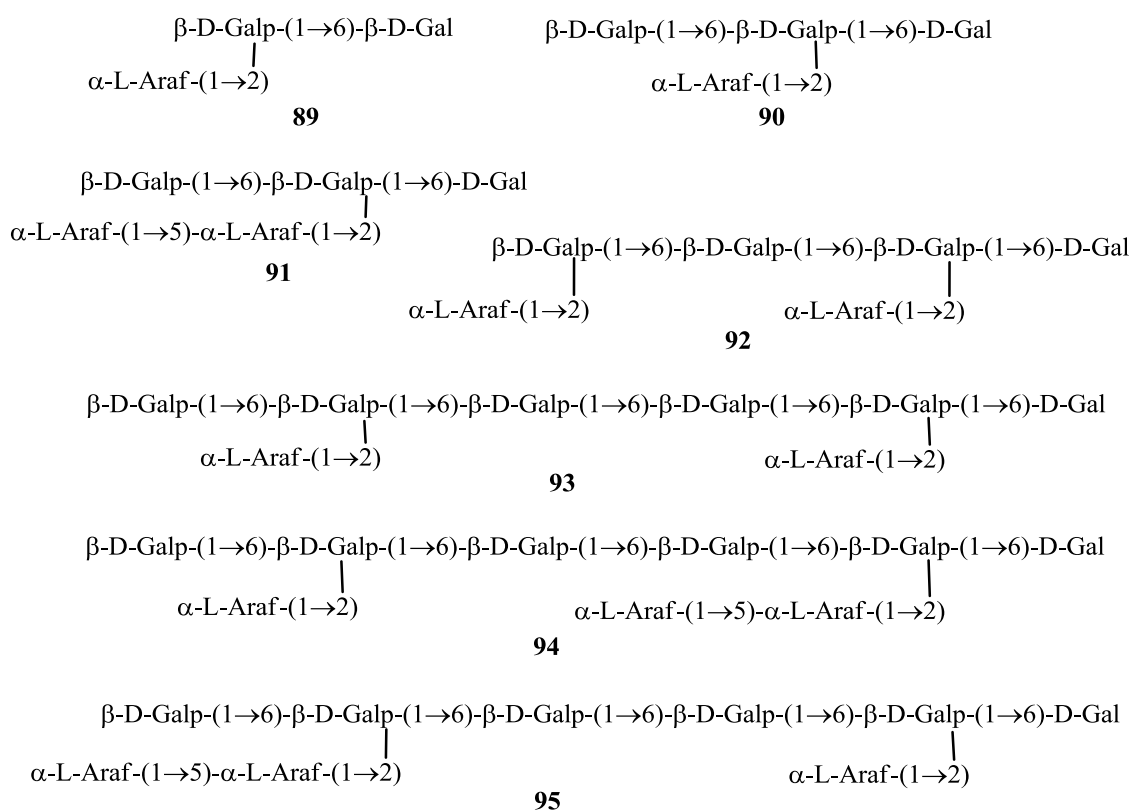 β-D-Galp-(1→6)-β-D-Gal
α-L-Araf-(1→2)
89
β-D-Galp-(1→6)-β-D-Galp-(1→6)-D-Gal
α-L-Araf-(1→2)
90
β-D-Galp-(1→6)-β-D-Galp-(1→6)-D-Gal
α-L-Araf-(1→5)-α-L-Araf-(1→2)
91
β-D-Galp-(1→6)-β-D-Galp-(1→6)-β-D-Galp-(1→6)-D-Gal
α-L-Araf-(1→2) α-L-Araf-(1→2)
92
β-D-Galp-(1→6)-β-D-Galp-(1→6)-β-D-Galp-(1→6)-β-D-Galp-(1→6)-β-D-Galp-(1→6)-D-Gal
α-L-Araf-(1→2) α-L-Araf-(1→2)
93
β-D-Galp-(1→6)-β-D-Galp-(1→6)-β-D-Galp-(1→6)-β-D-Galp-(1→6)-β-D-Galp-(1→6)-D-Gal
α-L-Araf-(1→2) α-L-Araf-(1→5)-α-L-Araf-(1→2)
94
β-D-Galp-(1→6)-β-D-Galp-(1→6)-β-D-Galp-(1→6)-β-D-Galp-(1→6)-β-D-Galp-(1→6)-D-Gal
α-L-Araf-(1→5)-α-L-Araf-(1→2) α-L-Araf-(1→2)
95